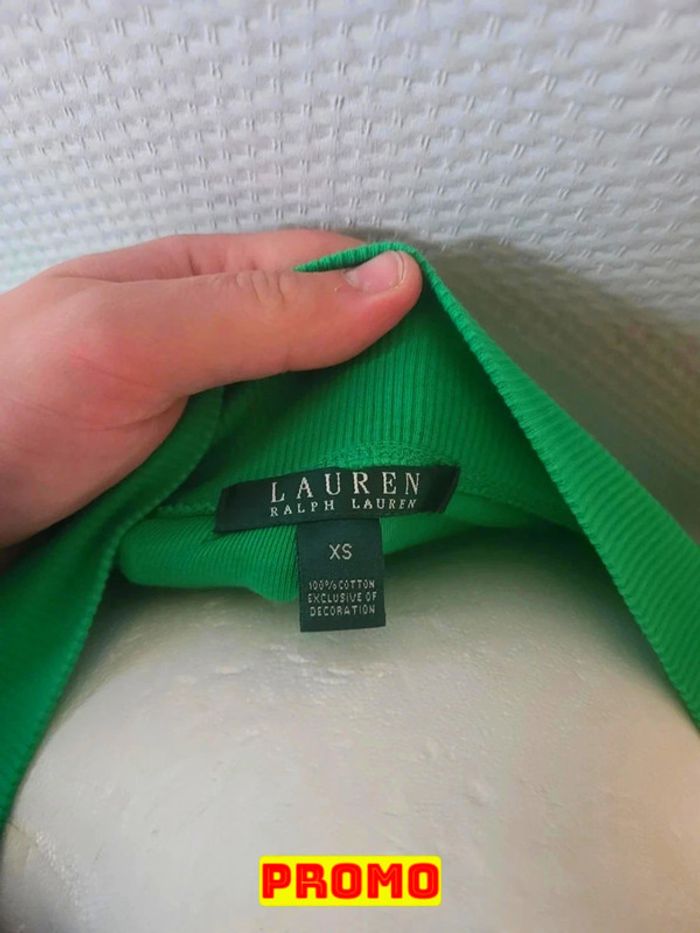 LAUREN
RALPH LAUREN
XS
100% COTTON
EXCLUSIVE OF
DECORATION
PROMO